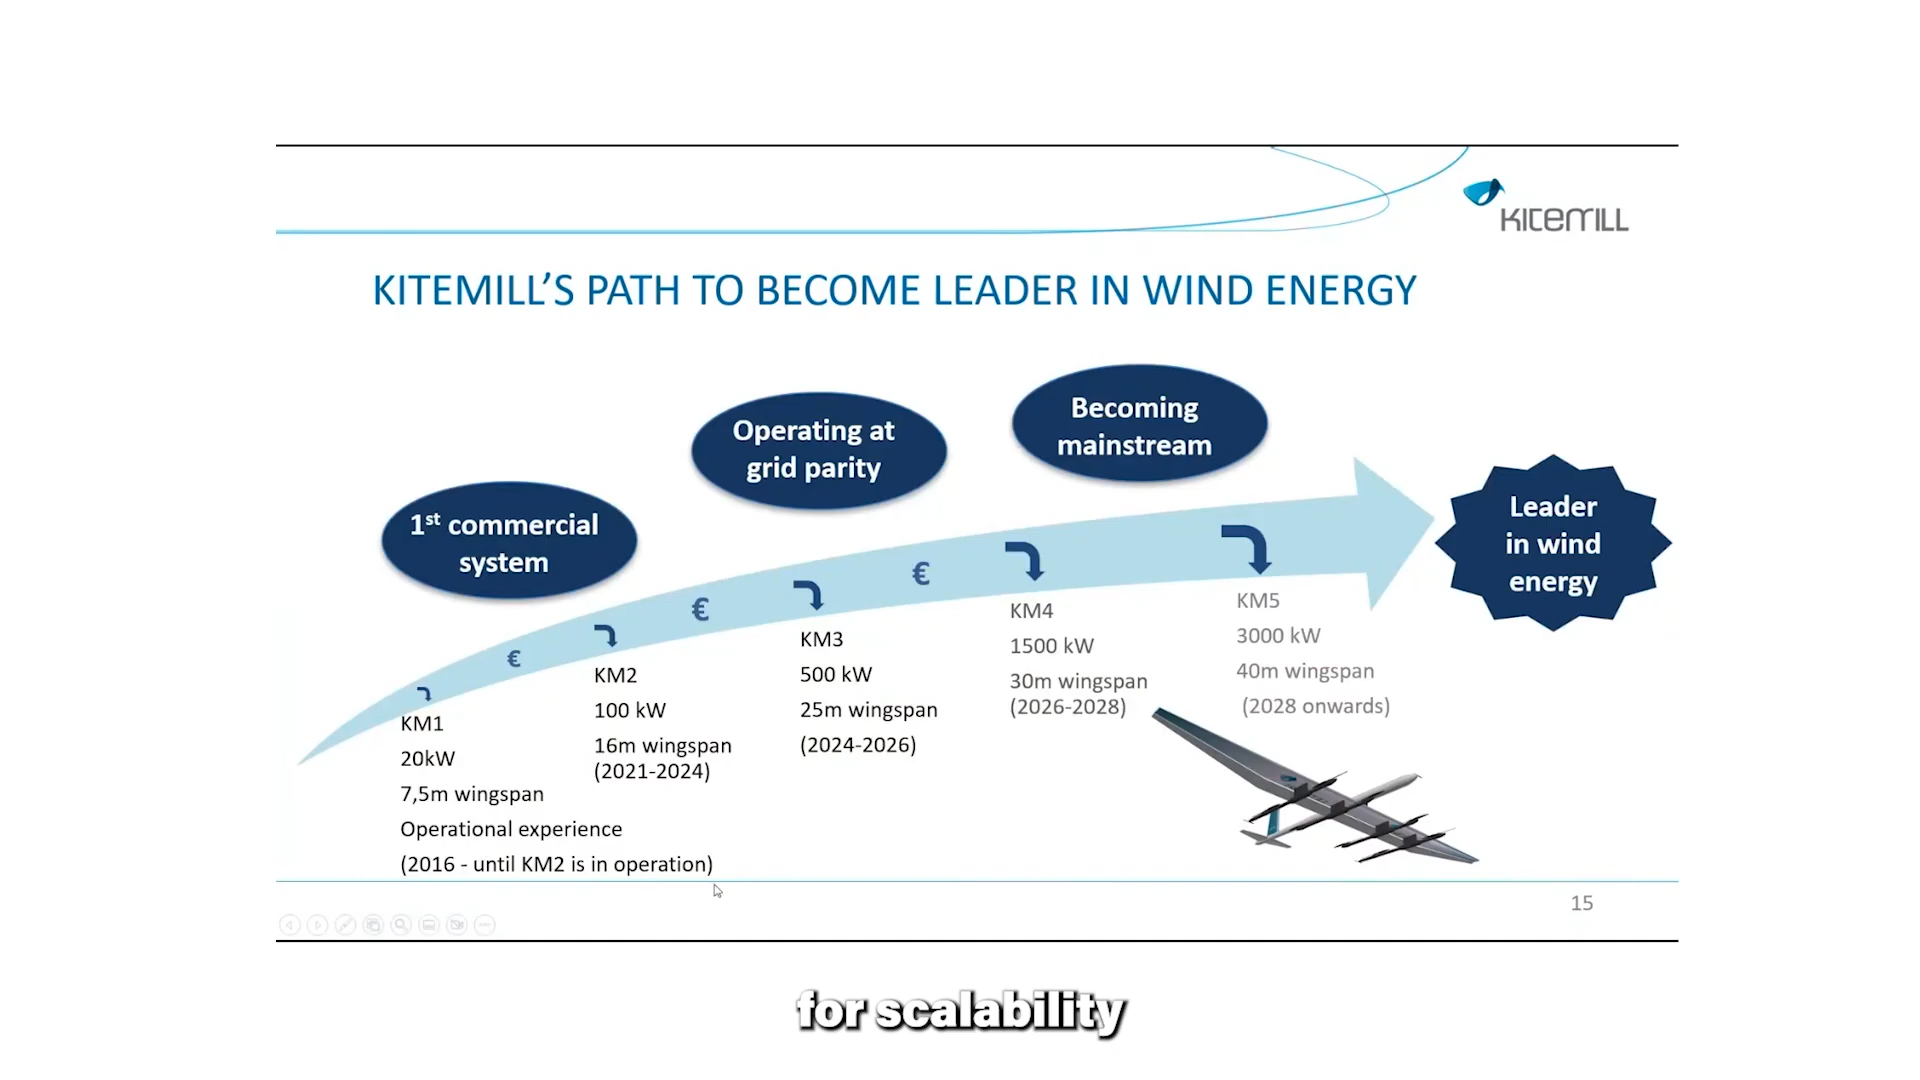 KITEMILL
KITEMILL'S PATH TO BECOME LEADER IN WIND ENERGY
1st commercial
system
Operating at
grid parity
Becoming
mainstream
Leader
in wind
energy
€
€
€
KM1
20kW
7,5m wingspan
Operational experience
(2016 - until KM2 is in operation)
KM2
100 kW
16m wingspan
(2021-2024)
KM3
500 kW
25m wingspan
(2024-2026)
KM4
1500 kW
30m wingspan
(2026-2028)
KM5
3000 kW
40m wingspan
(2028 onwards)
15
for scalability